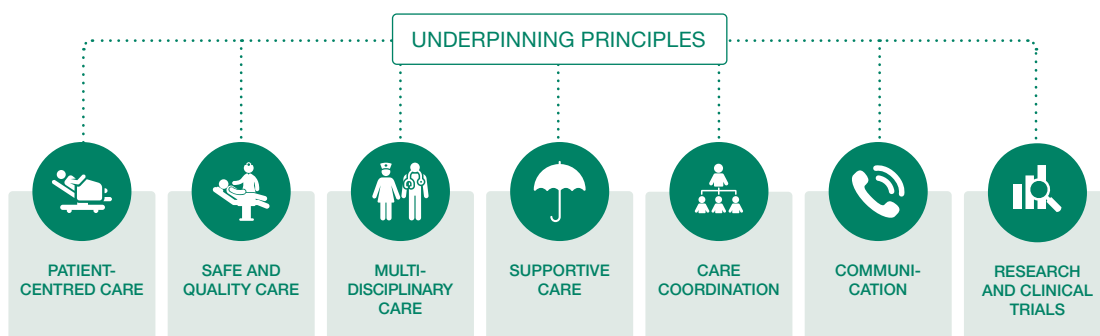 UNDERPINNING PRINCIPLES
PATIENT-
CENTRED CARE
SAFE AND
QUALITY CARE
MULTI-
DISCIPLINARY
CARE
SUPPORTIVE
CARE
CARE
COORDINATION
COMMUNI-
CATION
RESEARCH
AND CLINICAL
TRIALS